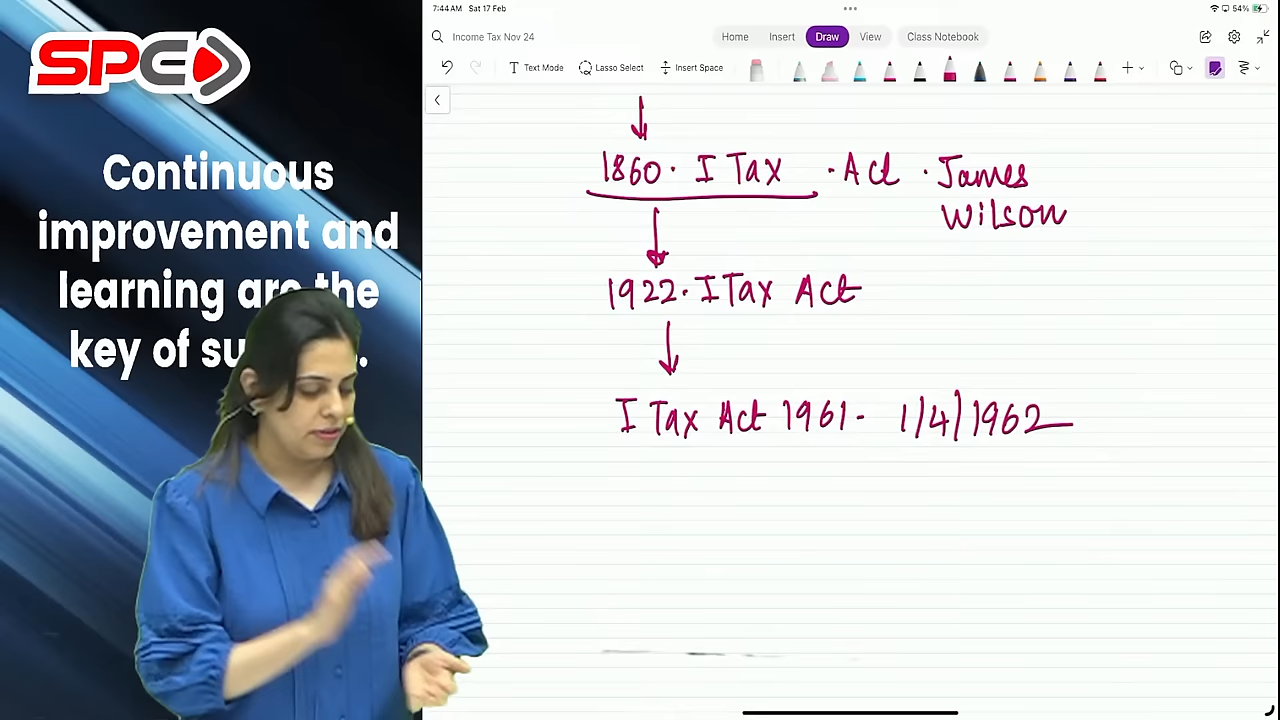 7:44 AM Sat 17 Feb
54%
SPE
Income Tax Nov 24
Home Insert Draw View Class Notebook
Text Mode Lasso Select Insert Space
Continuous
improvement and
learning are the
key of su s.
1860. I Tax . Act . James
Wilson
1922. I Tax Act
I Tax Act 1961- 1/4/1962